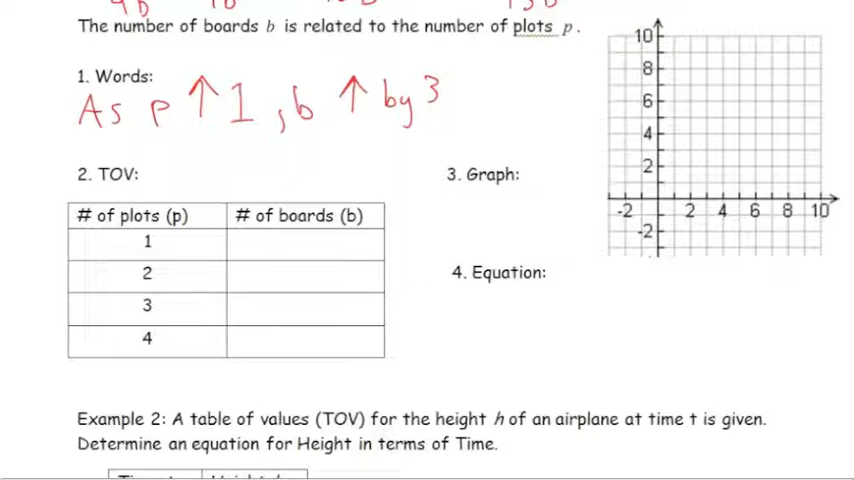 The number of boards b is related to the number of plots p.
1. Words:
As p ↑ 1, b ↑ by 3
2. TOV:
3. Graph:
# of plots (p) # of boards (b)
1
2
3
4
4. Equation:
10
8
6
4
2
-2 2 4 6 8 10
-2
Example 2: A table of values (TOV) for the height h of an airplane at time t is given.
Determine an equation for Height in terms of Time.